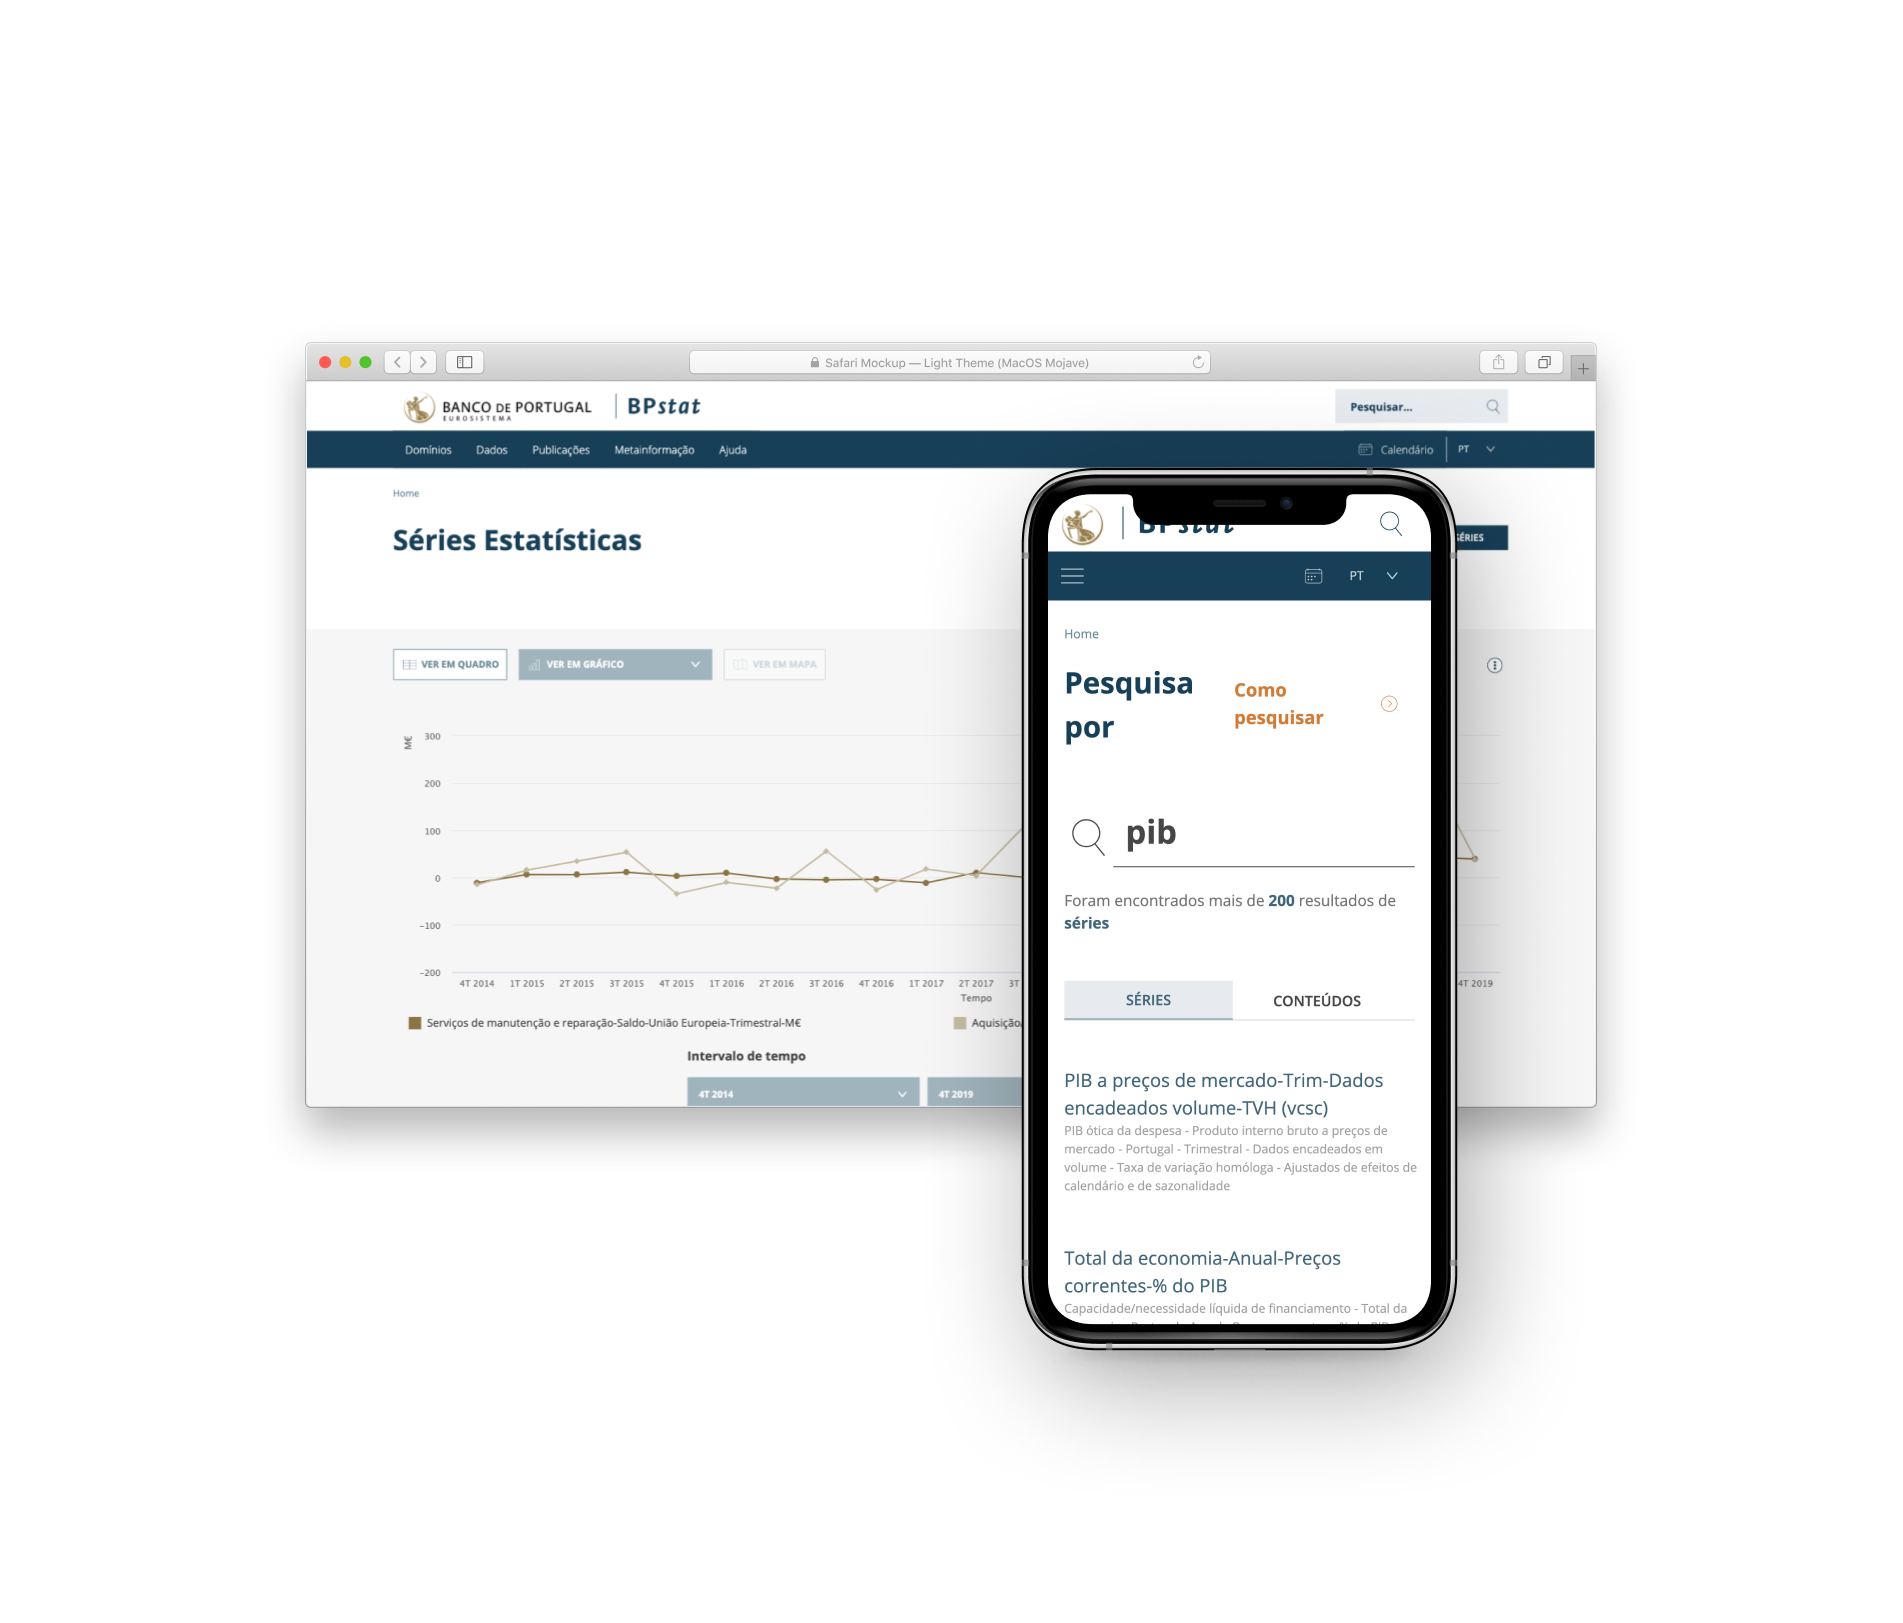 Safari Mockup — Light Theme (MacOS Mojave)
BANCO DE PORTUGAL
EUROSISTEMA
BPstat
Pesquisar...
Domínios Dados Publicações Metainformação Ajuda
Calendário PT
Home
Séries Estatísticas
SÉRIES
VER EM QUADRO
VER EM GRÁFICO
VER EM MAPA
M€
300
200
100
0
-100
-200
4T 2014 1T 2015 2T 2015 3T 2015 4T 2015 1T 2016 2T 2016 3T 2016 4T 2016 1T 2017 2T 2017 3T 4T 2019
Tempo
Serviços de manutenção e reparação-Saldo-União Europeia-Trimestral-M€
Aquisição
Intervalo de tempo
4T 2014
4T 2019
BPstat
PT
Home
Pesquisa
por
Como
pesquisar
pib
Foram encontrados mais de 200 resultados de
séries
SÉRIES
CONTEÚDOS
PIB a preços de mercado-Trim-Dados
encadeados volume-TVH (vcsc)
PIB ótica da despesa - Produto interno bruto a preços de
mercado - Portugal - Trimestral - Dados encadeados em
volume - Taxa de variação homóloga - Ajustados de efeitos de
calendário e de sazonalidade
Total da economia-Anual-Preços
correntes-% do PIB
Capacidade/necessidade líquida de financiamento - Total da